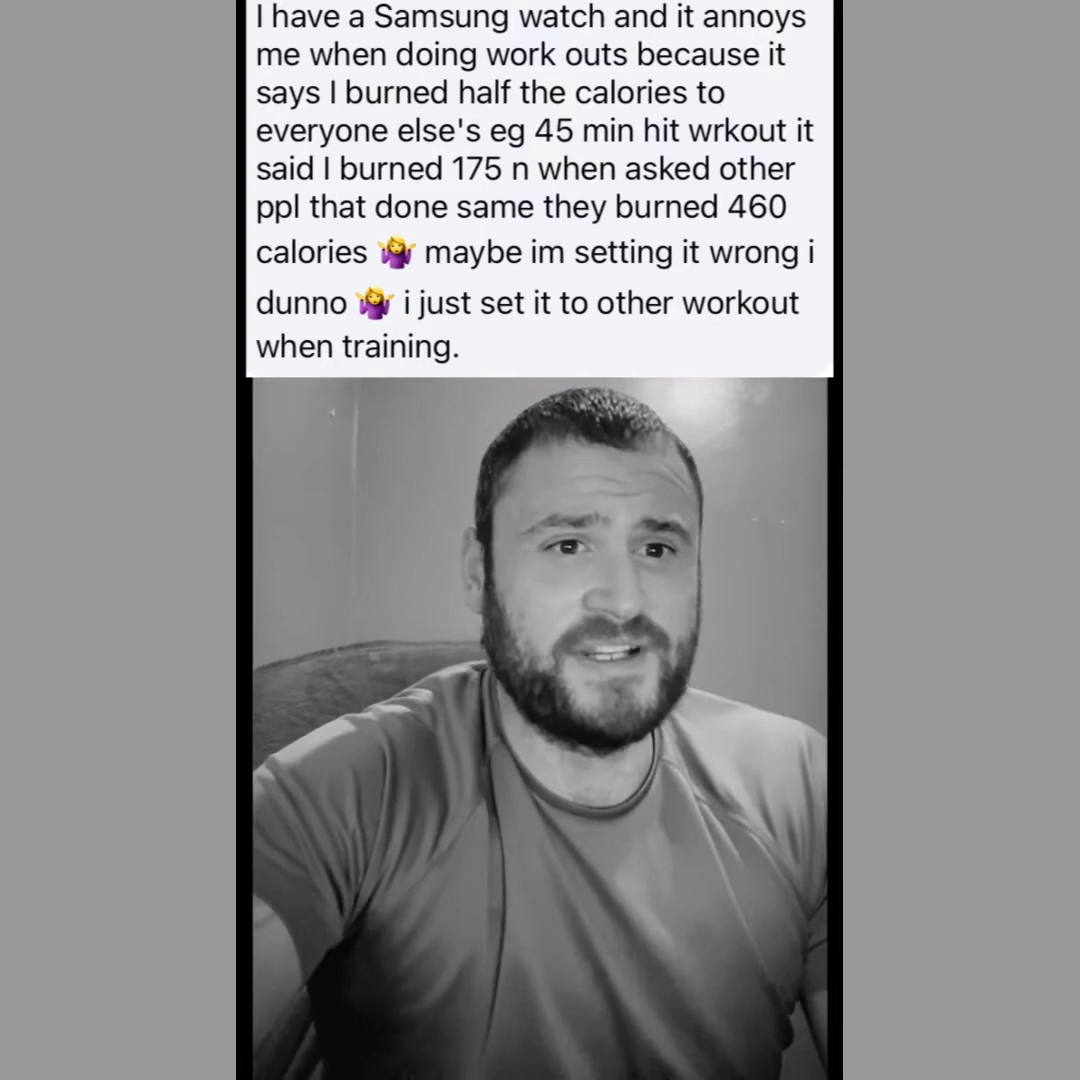 I have a Samsung watch and it annoys
me when doing work outs because it
says I burned half the calories to
everyone else's eg 45 min hit wrkout it
said I burned 175 n when asked other
ppl that done same they burned 460
calories 🤷‍♀️ maybe im setting it wrong i
dunno 🤷‍♀️ i just set it to other workout
when training.